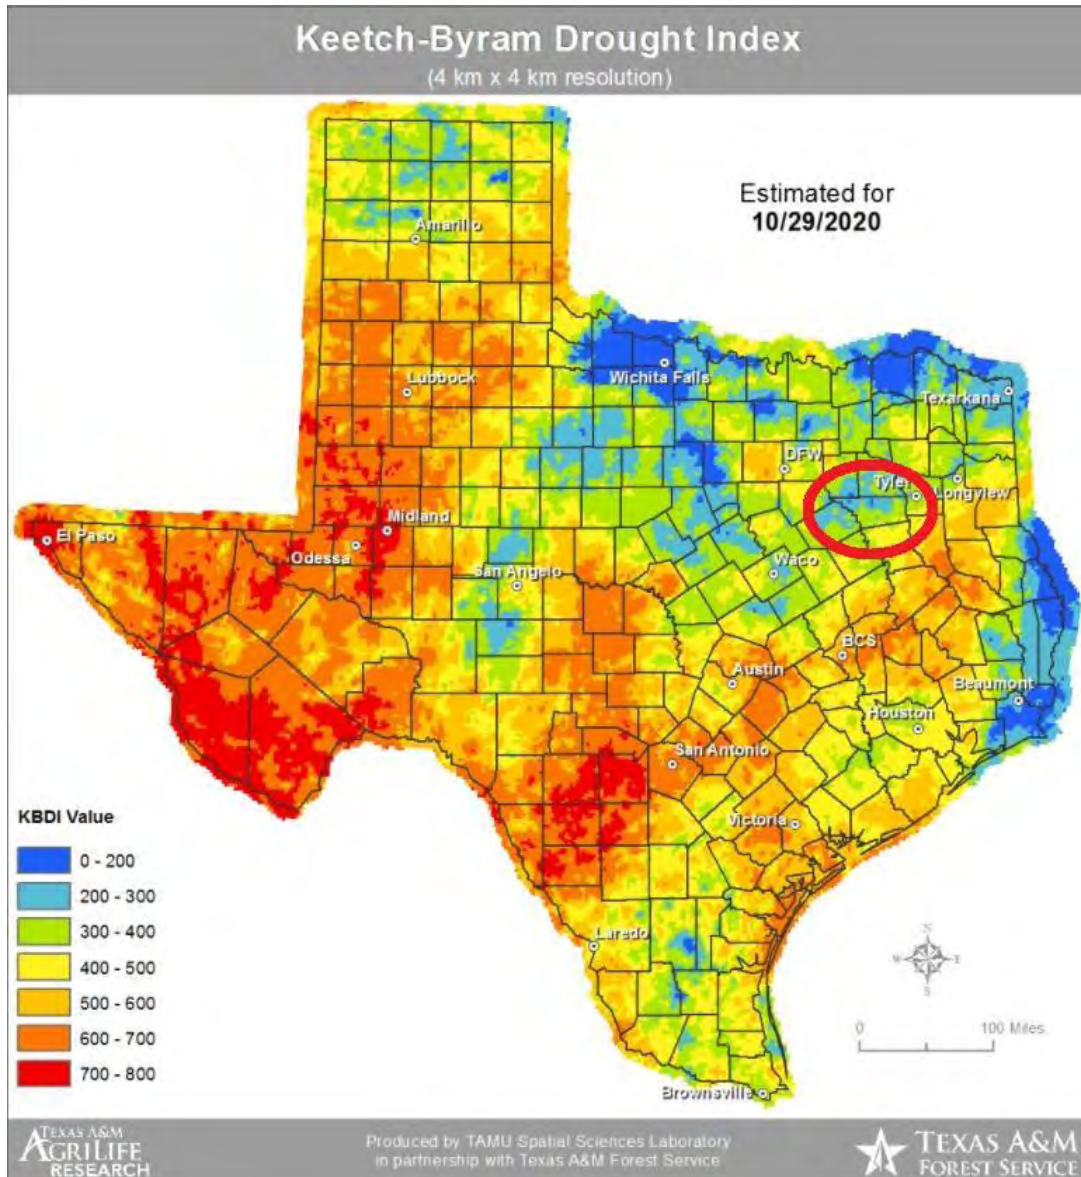 Keetch-Byram Drought Index
(4 km x 4 km resolution)
Estimated for
10/29/2020
Amarillo
Lubbock
Wichita Falls
Texarkana
DFW
Tyler
Longview
El Paso
Midland
Odessa
San Angelo
Waco
BCS
Austin
Beaumont
Houston
San Antonio
Victoria
Laredo
Brownsville
KBDI Value
0 - 200
200 - 300
300 - 400
400 - 500
500 - 600
600 - 700
700 - 800
N
W
E
S
0 100 Miles
TEXAS A&M
AGRILIFE
RESEARCH
Produced by TAMU Spatial Sciences Laboratory
in partnership with Texas A&M Forest Service
TEXAS A&M
FOREST SERVICE